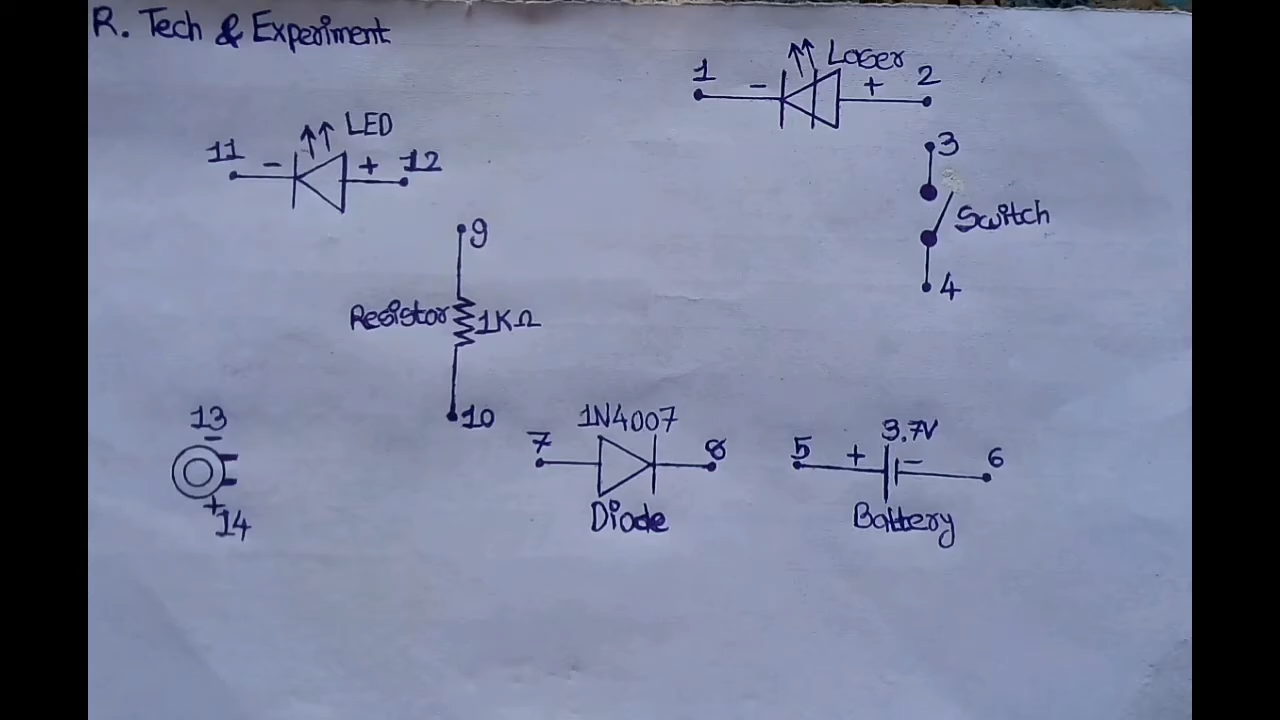 R. Tech & Experiment
Laser
1 - + 2
LED
11 - + 12
3
Switch
4
9
Resistor 1KΩ
10
13
-
+
14
1N4007
7 8
Diode
3.7V
5 + - 6
Battery